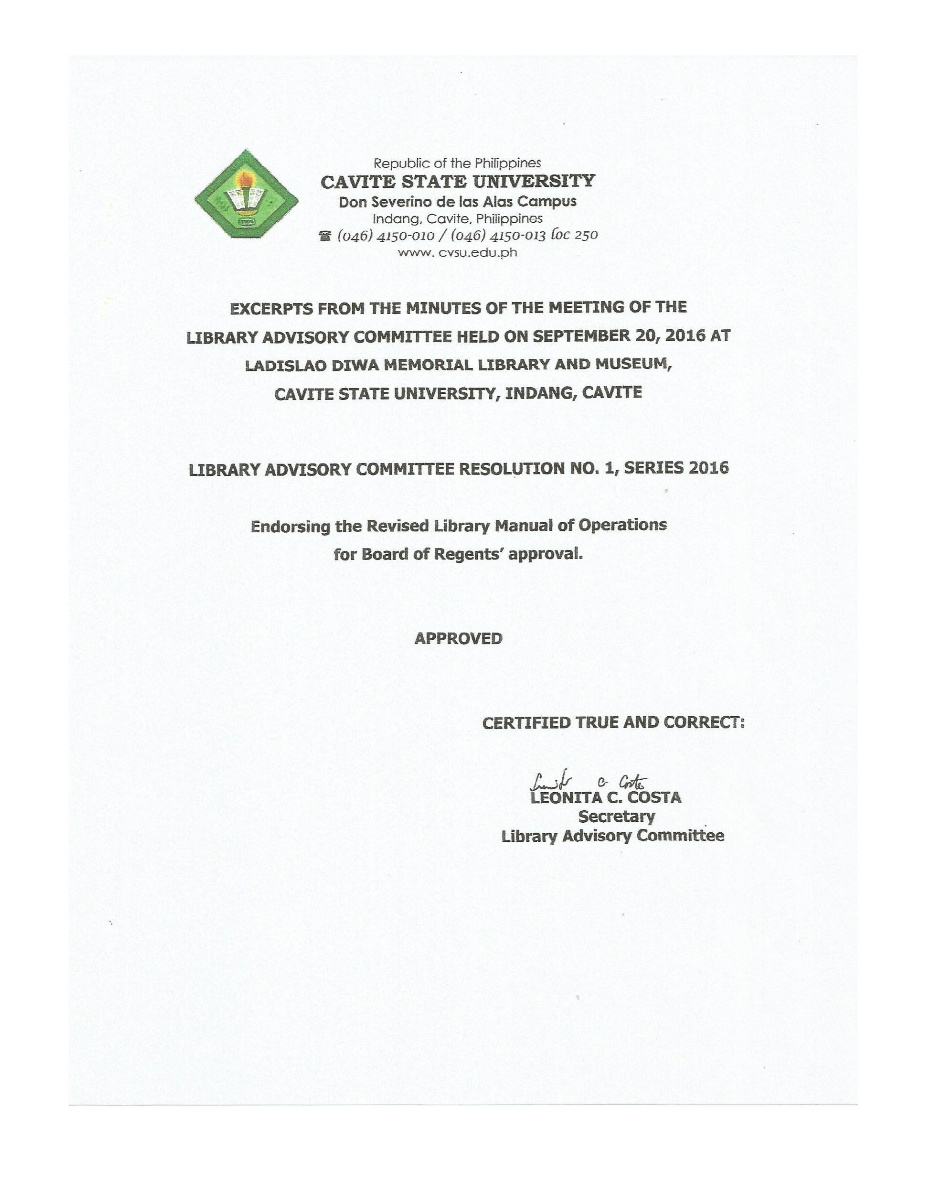 Republic of the Philippines
CAVITE STATE UNIVERSITY
Don Severino de las Alas Campus
Indang, Cavite, Philippines
☎ (046) 4150-010 / (046) 4150-013 loc 250
www. cvsu.edu.ph
EXCERPTS FROM THE MINUTES OF THE MEETING OF THE
LIBRARY ADVISORY COMMITTEE HELD ON SEPTEMBER 20, 2016 AT
LADISLAO DIWA MEMORIAL LIBRARY AND MUSEUM,
CAVITE STATE UNIVERSITY, INDANG, CAVITE
LIBRARY ADVISORY COMMITTEE RESOLUTION NO. 1, SERIES 2016
Endorsing the Revised Library Manual of Operations
for Board of Regents' approval.
APPROVED
CERTIFIED TRUE AND CORRECT:
LEONITA C. COSTA
Secretary
Library Advisory Committee